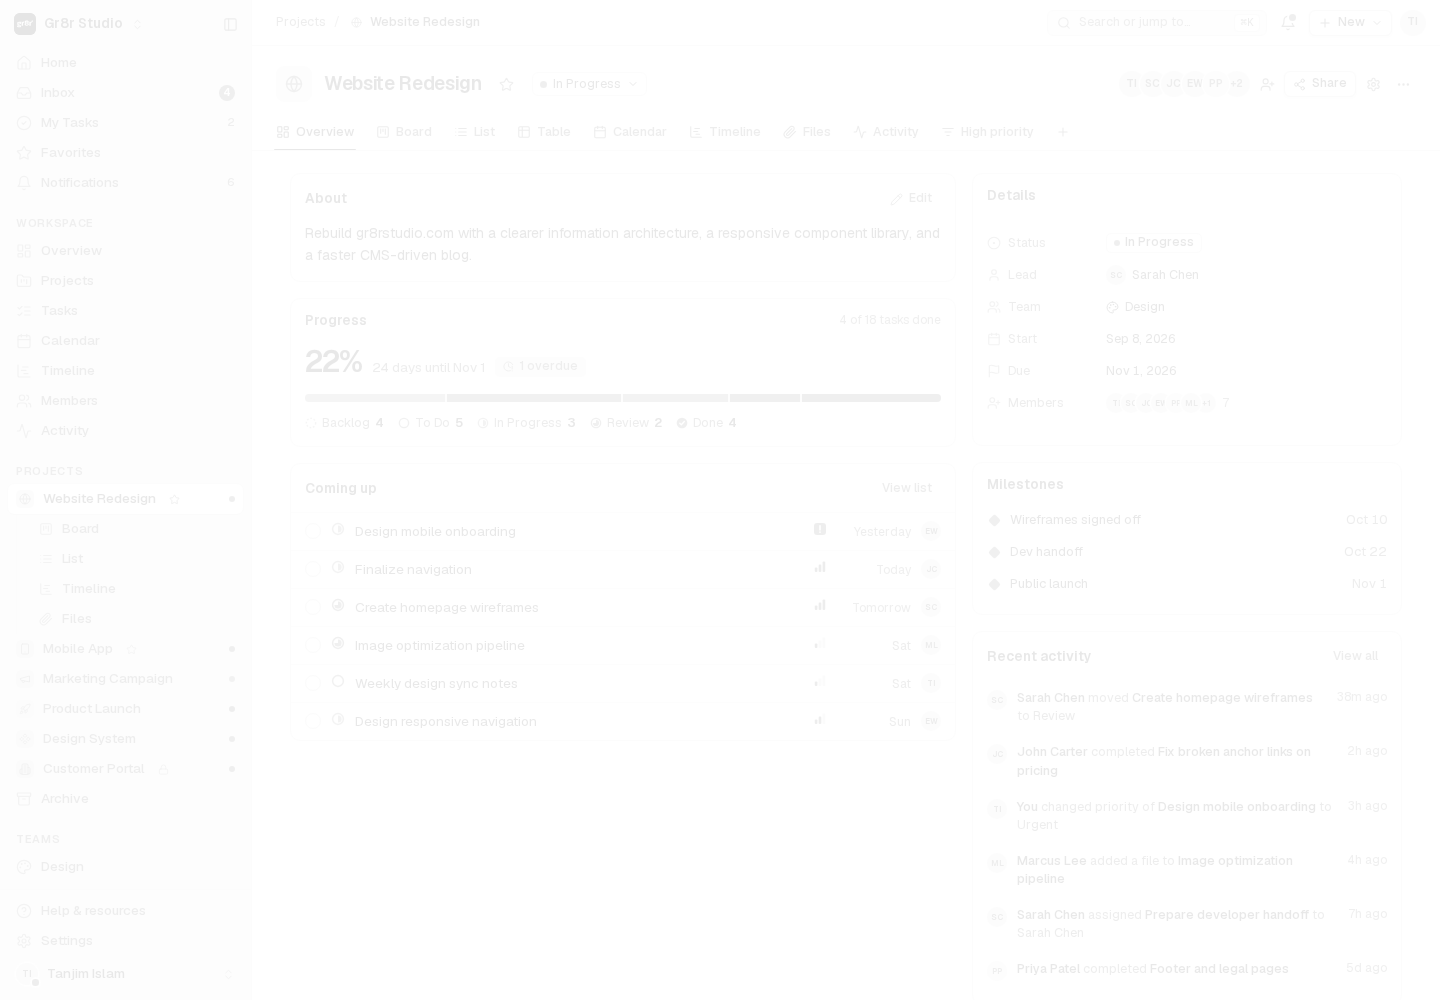 Gr8r Studio
Home
Inbox 4
My Tasks 2
Favorites
Notifications 6
WORKSPACE
Overview
Projects
Tasks
Calendar
Timeline
Members
Activity
PROJECTS
Website Redesign
Board
List
Timeline
Files
Mobile App
Marketing Campaign
Product Launch
Design System
Customer Portal
Archive
TEAMS
Design
Help & resources
Settings
TI Tanjim Islam
Projects / Website Redesign
Search or jump to... ⌘K
New
TI
Website Redesign
In Progress
TI SC JC EW PP +2
Share
Overview Board List Table Calendar Timeline Files Activity High priority
About
Edit
Rebuild gr8rstudio.com with a clearer information architecture, a responsive component library, and
a faster CMS-driven blog.
Progress
4 of 18 tasks done
22% 24 days until Nov 1 1 overdue
Backlog 4 To Do 5 In Progress 3 Review 2 Done 4
Coming up
View list
Design mobile onboarding Yesterday EW
Finalize navigation Today JC
Create homepage wireframes Tomorrow SC
Image optimization pipeline Sat ML
Weekly design sync notes Sat TI
Design responsive navigation Sun EW
Details
Status In Progress
Lead SC Sarah Chen
Team Design
Start Sep 8, 2026
Due Nov 1, 2026
Members ML +1 7
Milestones
Wireframes signed off Oct 10
Dev handoff Oct 22
Public launch Nov 1
Recent activity
View all
SC Sarah Chen moved Create homepage wireframes 38m ago
to Review
JC John Carter completed Fix broken anchor links on 2h ago
pricing
TI You changed priority of Design mobile onboarding to 3h ago
Urgent
ML Marcus Lee added a file to Image optimization 4h ago
pipeline
SC Sarah Chen assigned Prepare developer handoff to 7h ago
Sarah Chen
PP Priya Patel completed Footer and legal pages 5d ago